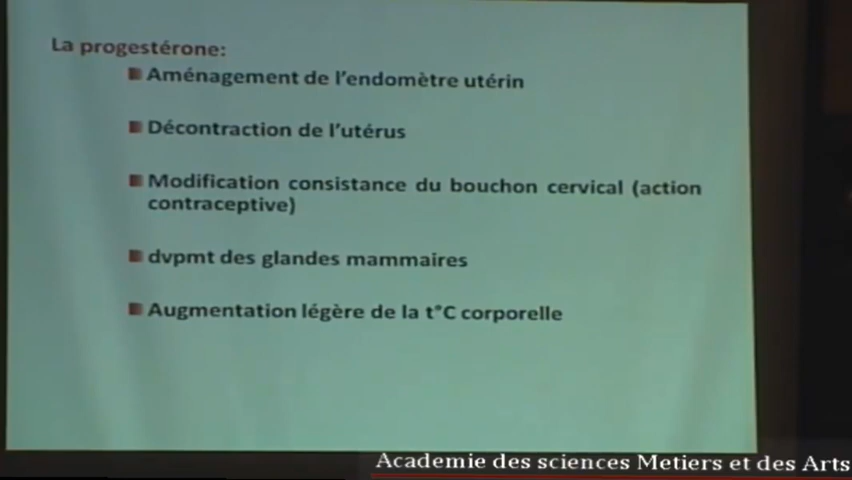 La progestérone:
Aménagement de l'endomètre utérin
Décontraction de l'utérus
Modification consistance du bouchon cervical (action
contraceptive)
dvpmt des glandes mammaires
Augmentation légère de la t°C corporelle
Academie des sciences Metiers et des Arts